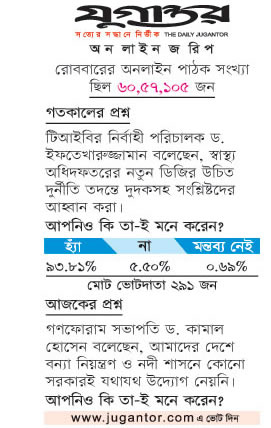 যুগান্তর
সত্যের সন্ধানে নির্ভীক THE DAILY JUGANTOR
অনলাইন জরিপ
রোববারের অনলাইন পাঠক সংখ্যা
ছিল ৬০,৫৭,১০৫ জন
গতকালের প্রশ্ন
টিআইবির নির্বাহী পরিচালক ড.
ইফতেখারুজ্জামান বলেছেন, স্বাস্থ্য
অধিদফতরের নতুন ডিজির উচিত
দুর্নীতি তদন্তে দুদকসহ সংশ্লিষ্টদের
আহ্বান করা।
আপনিও কি তা-ই মনে করেন?
হ্যাঁ না মন্তব্য নেই
৯৩.৮১% ৫.৫০% ০.৬৯%
মোট ভোটদাতা ২৯১ জন
আজকের প্রশ্ন
গণফোরাম সভাপতি ড. কামাল
হোসেন বলেছেন, আমাদের দেশে
বন্যা নিয়ন্ত্রণ ও নদী শাসনে কোনো
সরকারই যথাযথ উদ্যোগ নেয়নি।
আপনিও কি তা-ই মনে করেন?
www.jugantor.com এ ভোট দিন